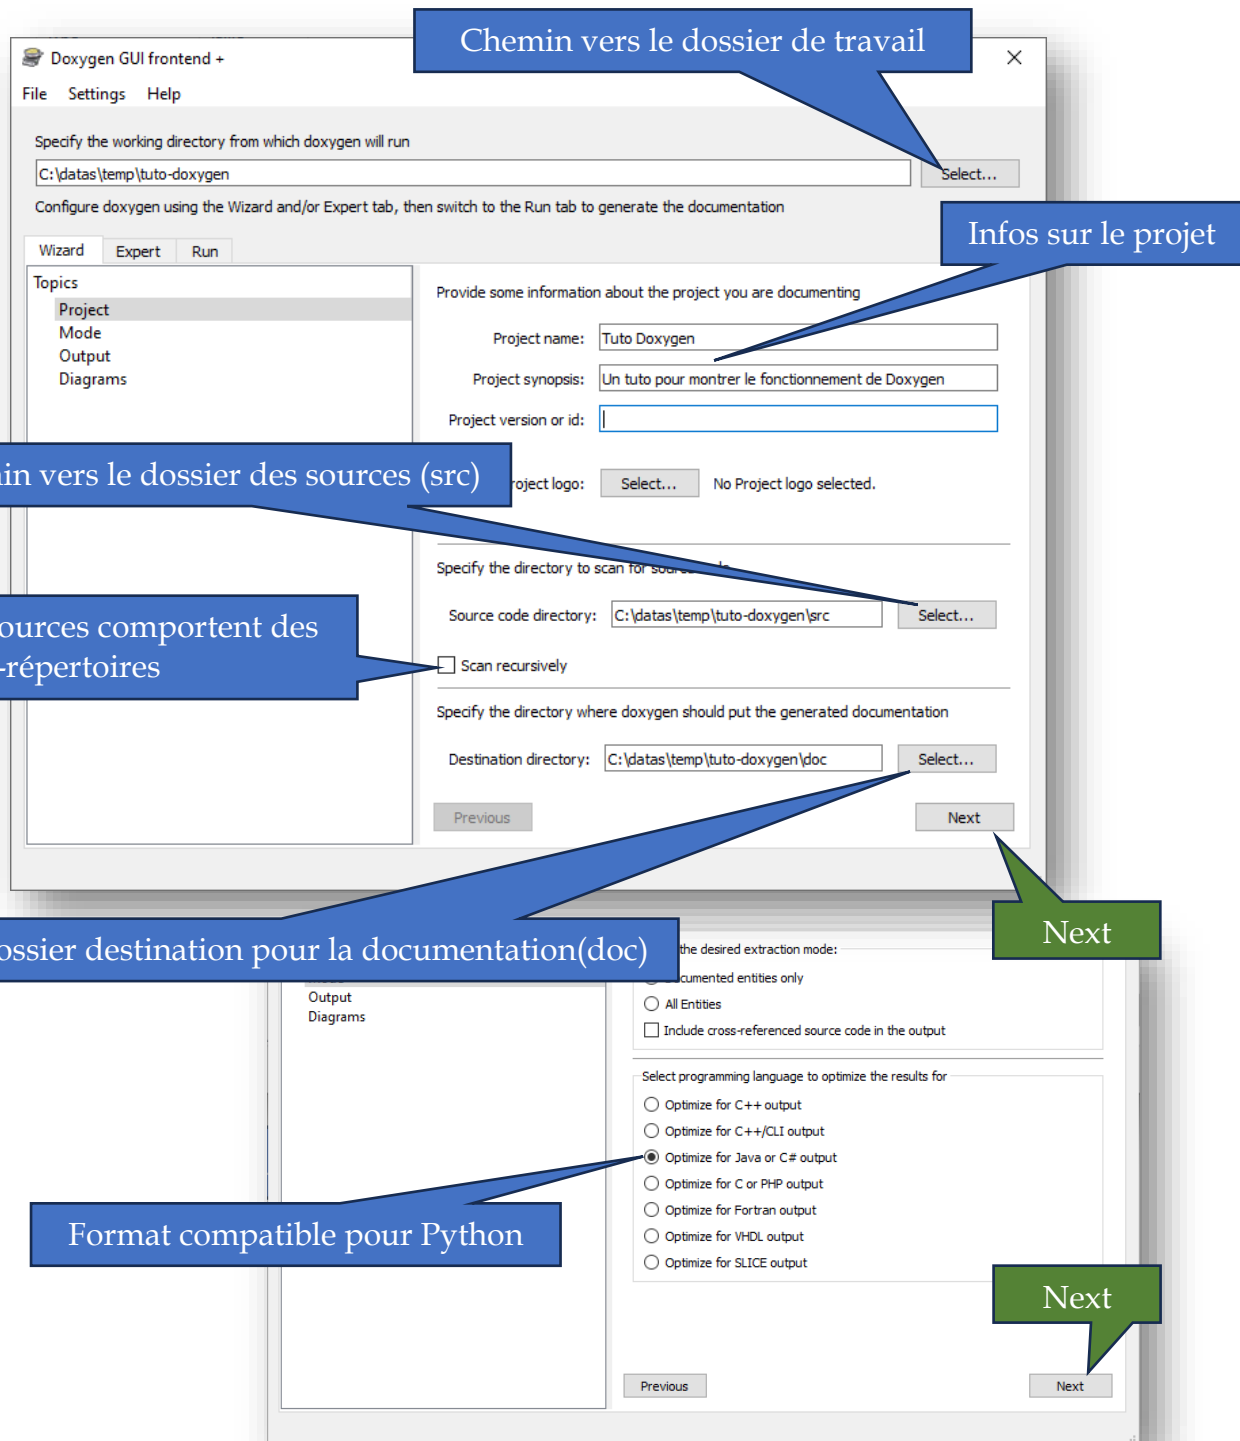 Chemin vers le dossier de travail
Doxygen GUI frontend +
File Settings Help
Specify the working directory from which doxygen will run
C:\datas\temp\tuto-doxygen
Select...
Configure doxygen using the Wizard and/or Expert tab, then switch to the Run tab to generate the documentation
Infos sur le projet
Wizard Expert Run
Topics
Project
Mode
Output
Diagrams
Provide some information about the project you are documenting
Project name: Tuto Doxygen
Project synopsis: Un tuto pour montrer le fonctionnement de Doxygen
Project version or id:
vers le dossier des sources (src)
logo: Select... No Project logo selected.
Specify the directory to scan for
Source code directory: C:\datas\temp\tuto-doxygen\src Select...
comportent des
-répertoires
Scan recursively
Specify the directory where doxygen should put the generated documentation
Destination directory: C:\datas\temp\tuto-doxygen\doc Select...
Previous Next
Next
destination pour la documentation(doc)
the desired extraction mode:
entities only
All Entities
Include cross-referenced source code in the output
Output
Diagrams
Select programming language to optimize the results for
Optimize for C++ output
Optimize for C++/CLI output
Optimize for Java or C# output
Optimize for C or PHP output
Optimize for Fortran output
Optimize for VHDL output
Optimize for SLICE output
Format compatible pour Python
Next
Previous Next